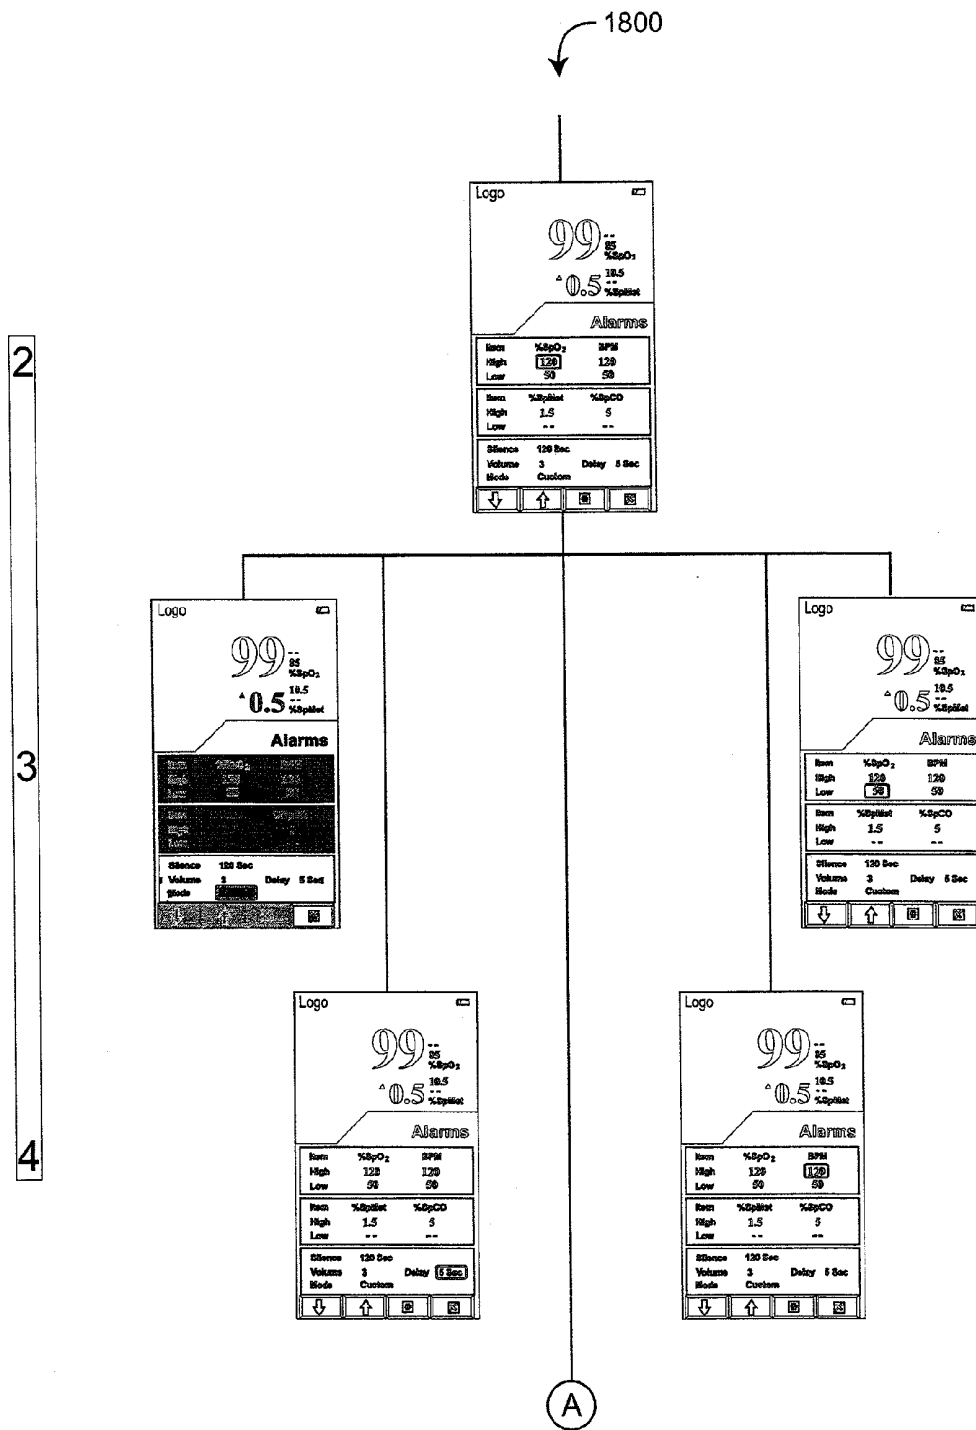 1800
Logo
99 --
85
%SpO2
0.5 10.5
--
%SpMet
Alarms
Item %SpO2 BPM
High 120 120
Low 50 50
Item %SpMet %SpCO
High 1.5 5
Low -- --
Silence 120 Sec
Volume 3 Delay 5 Sec
Mode Custom
2
3
4
Logo
99 --
85
%SpO2
0.5 10.5
--
%SpMet
Alarms
Silence 120 Sec
Volume 3 Delay 5 Sec
Mode
Logo
99 --
85
%SpO2
0.5 10.5
--
%SpMet
Alarms
Item %SpO2 BPM
High 120 120
Low 50 50
Item %SpMet %SpCO
High 1.5 5
Low -- --
Silence 120 Sec
Volume 3 Delay 5 Sec
Mode Custom
Logo
99 --
85
%SpO2
0.5 10.5
--
%SpMet
Alarms
Item %SpO2 BPM
High 120 120
Low 50 50
Item %SpMet %SpCO
High 1.5 5
Low -- --
Silence 120 Sec
Volume 3 Delay 5 Sec
Mode Custom
Logo
99 --
85
%SpO2
0.5 10.5
--
%SpMet
Alarms
Item %SpO2 BPM
High 120 120
Low 50 50
Item %SpMet %SpCO
High 1.5 5
Low -- --
Silence 120 Sec
Volume 3 Delay 5 Sec
Mode Custom
A